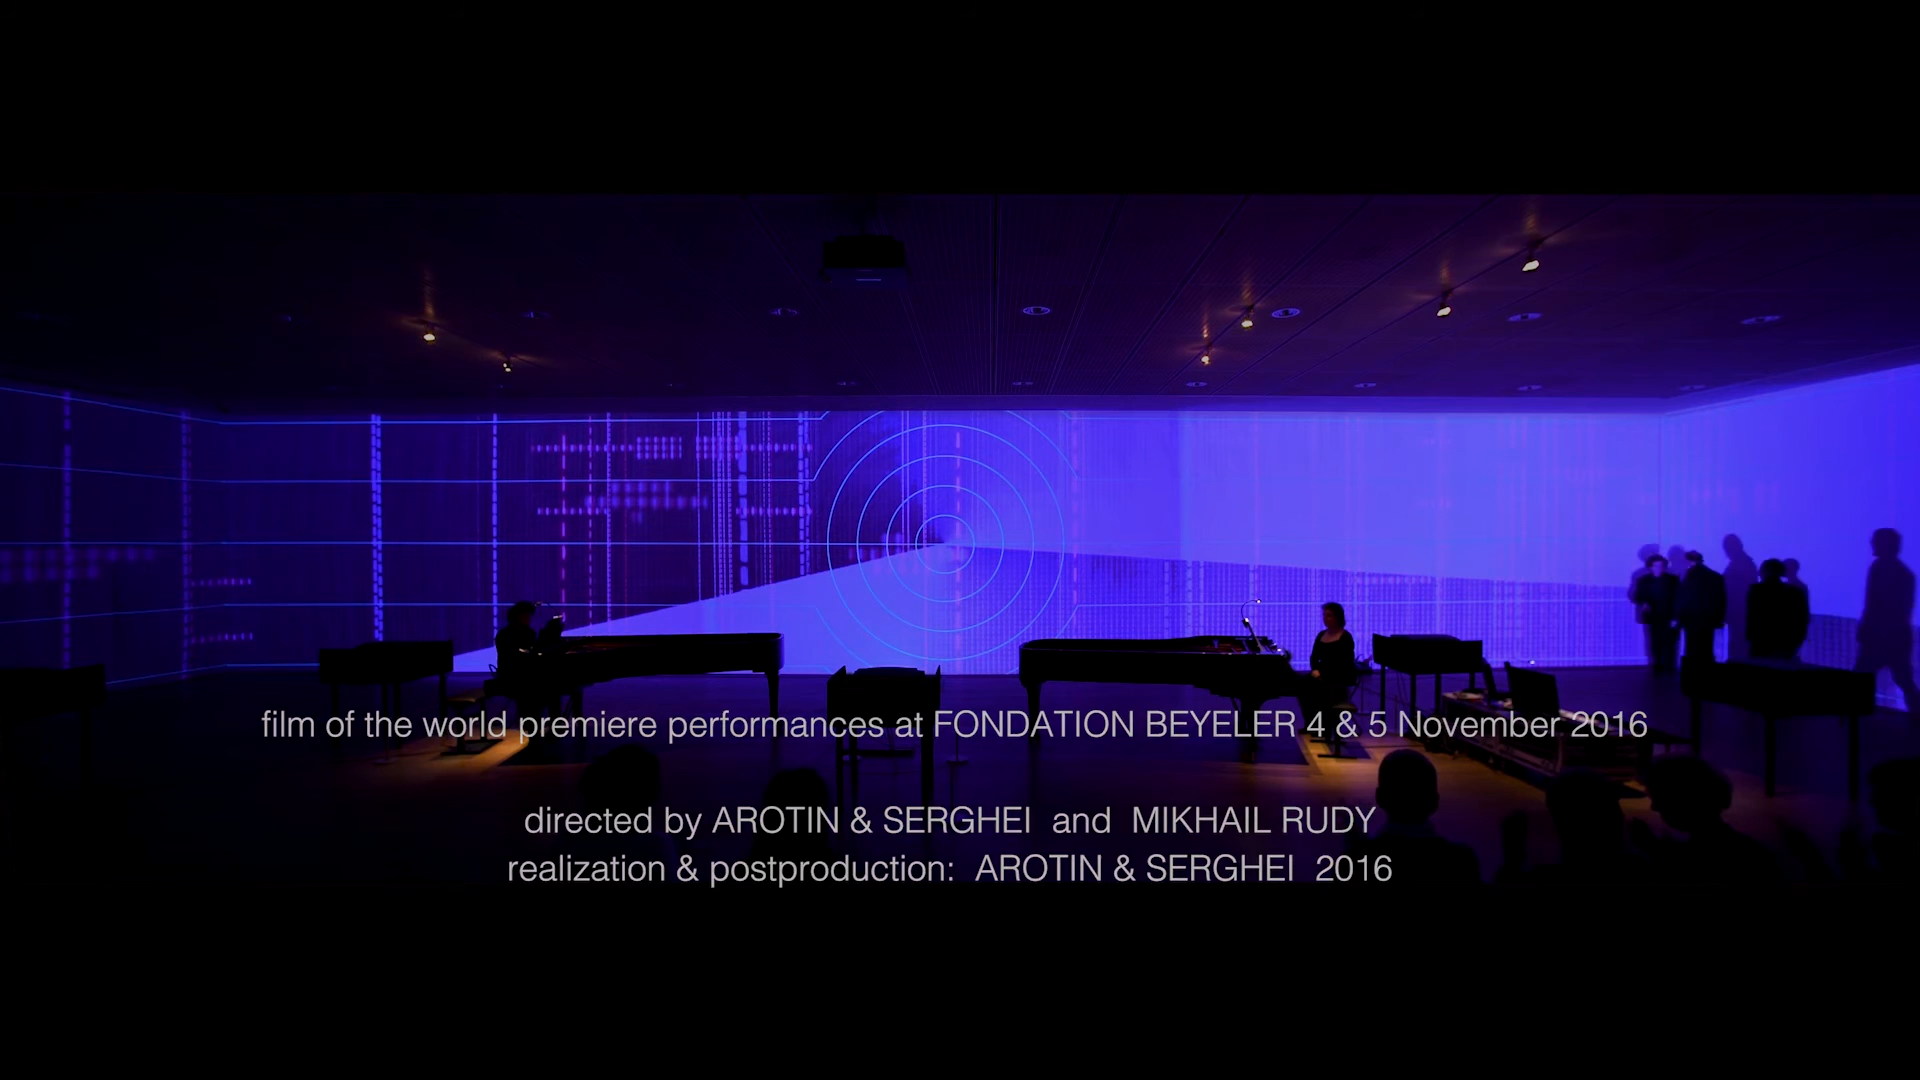 film of the world premiere performances at FONDATION BEYELER 4 & 5 November 2016
directed by AROTIN & SERGHEI and MIKHAIL RUDY
realization & postproduction: AROTIN & SERGHEI 2016